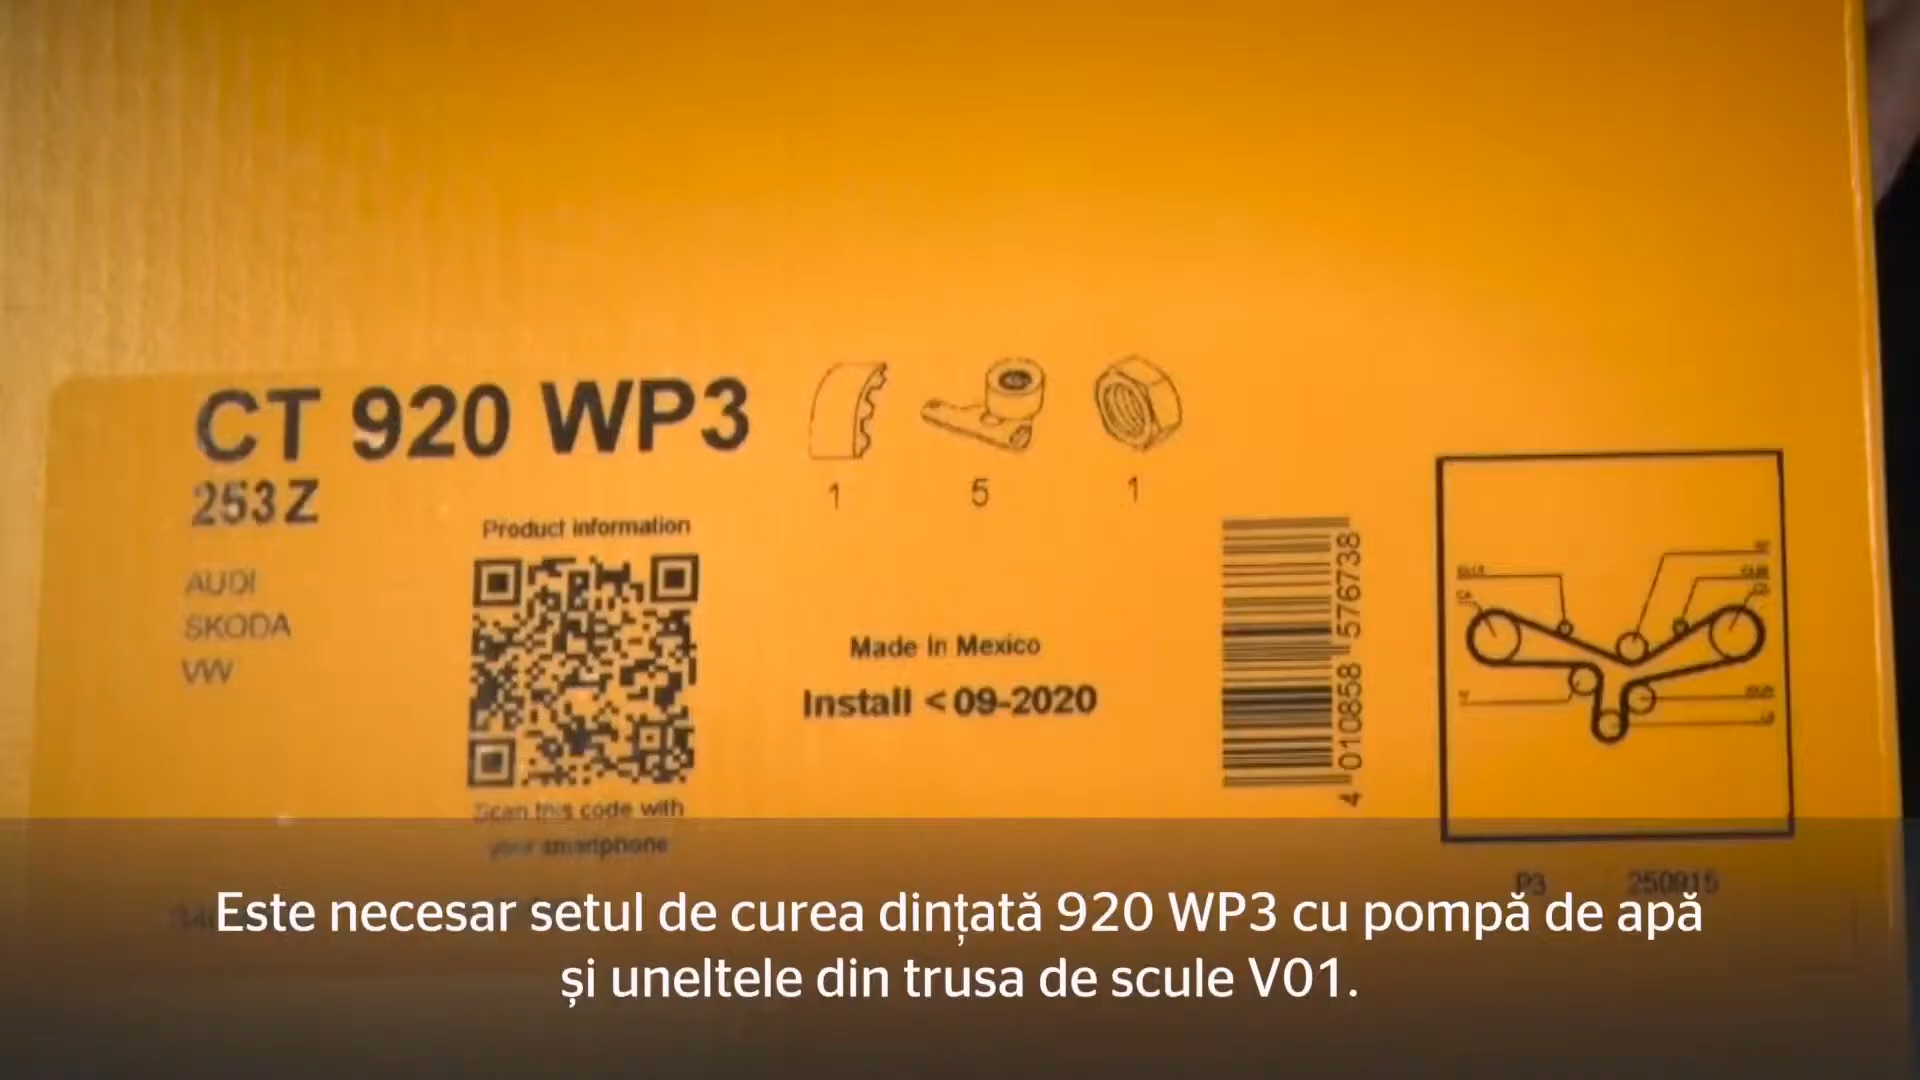 CT 920 WP3
253 Z
AUDI
SKODA
VW
Product information
Scan this code with
your smartphone
1
5
1
Made in Mexico
Install < 09-2020
4 010858 576738
P3 250915
Este necesar setul de curea dințată 920 WP3 cu pompă de apă
și uneltele din trusa de scule V01.